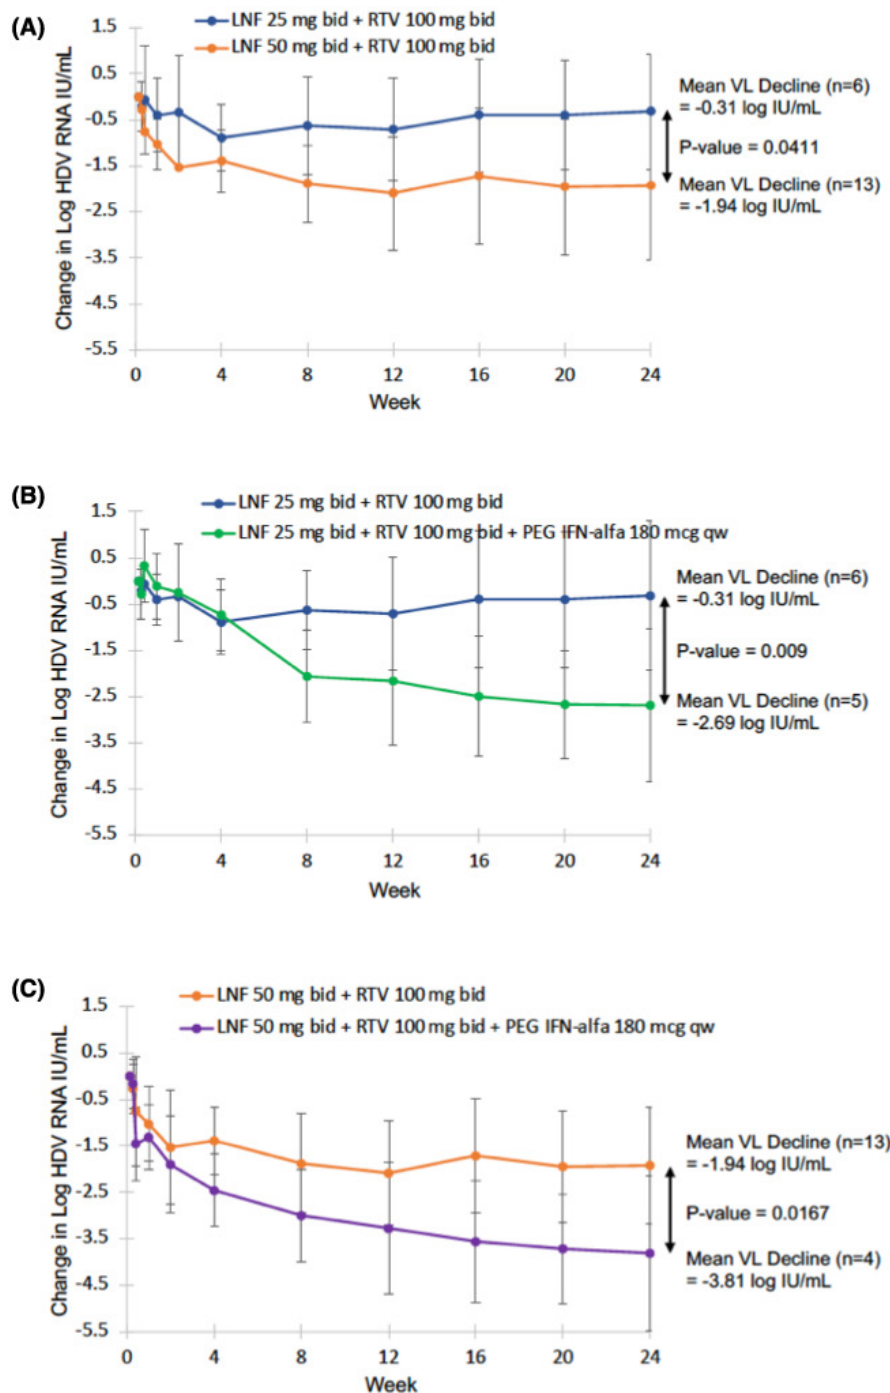 (A)
LNF 25 mg bid + RTV 100 mg bid
LNF 50 mg bid + RTV 100 mg bid
Change in Log HDV RNA IU/mL
1.5
0.5
-0.5
-1.5
-2.5
-3.5
-4.5
-5.5
0 4 8 12 16 20 24
Week
Mean VL Decline (n=6)
= -0.31 log IU/mL
P-value = 0.0411
Mean VL Decline (n=13)
= -1.94 log IU/mL
(B)
LNF 25 mg bid + RTV 100 mg bid
LNF 25 mg bid + RTV 100 mg bid + PEG IFN-alfa 180 mcg qw
Change in Log HDV RNA IU/mL
1.5
0.5
-0.5
-1.5
-2.5
-3.5
-4.5
-5.5
0 4 8 12 16 20 24
Week
Mean VL Decline (n=6)
= -0.31 log IU/mL
P-value = 0.009
Mean VL Decline (n=5)
= -2.69 log IU/mL
(C)
LNF 50 mg bid + RTV 100 mg bid
LNF 50 mg bid + RTV 100 mg bid + PEG IFN-alfa 180 mcg qw
Change in Log HDV RNA IU/mL
1.5
0.5
-0.5
-1.5
-2.5
-3.5
-4.5
-5.5
0 4 8 12 16 20 24
Week
Mean VL Decline (n=13)
= -1.94 log IU/mL
P-value = 0.0167
Mean VL Decline (n=4)
= -3.81 log IU/mL